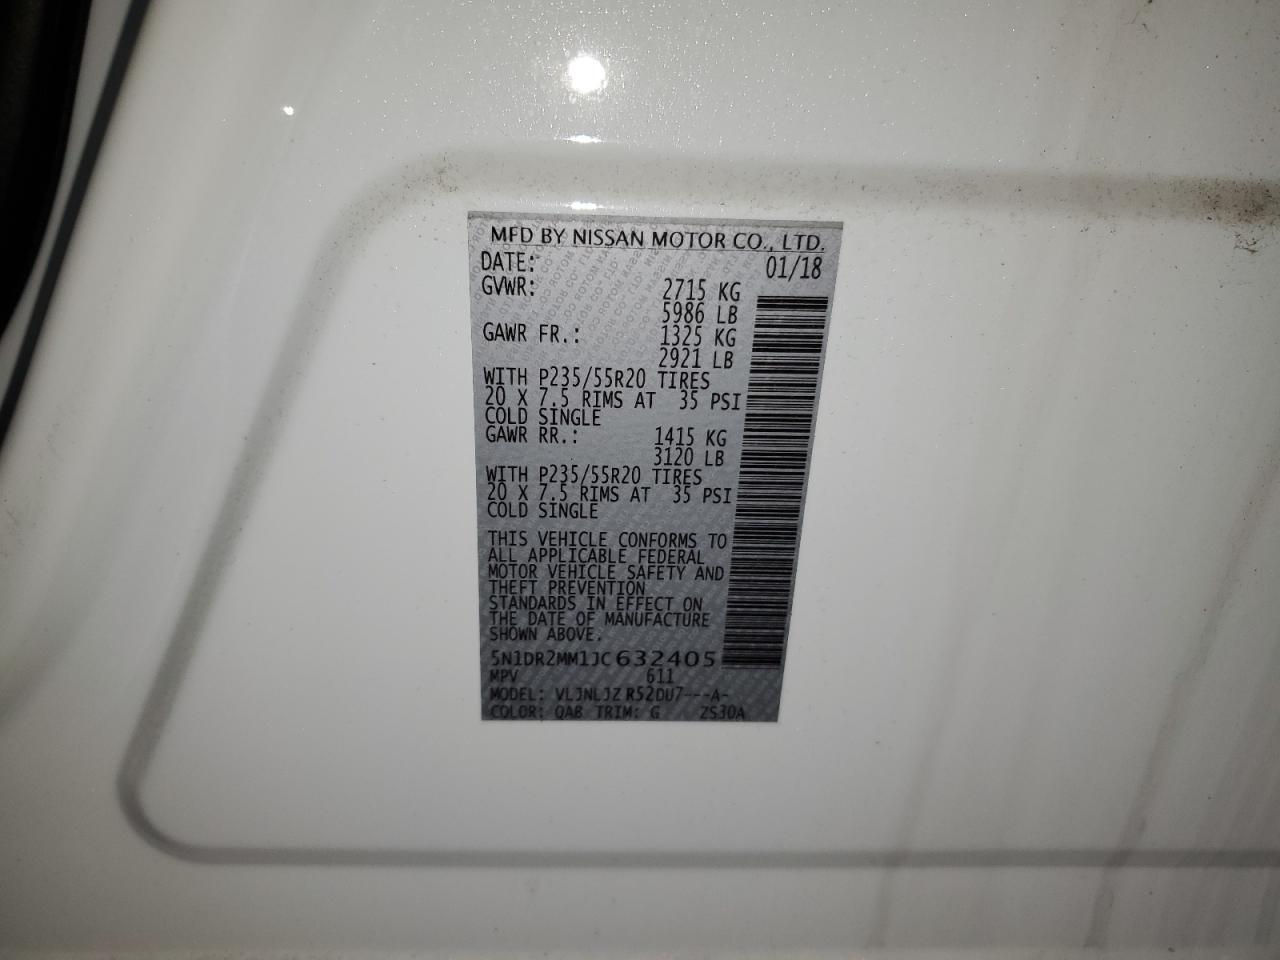 MFD BY NISSAN MOTOR CO., LTD.
DATE: 01/18
GVWR: 2715 KG
5986 LB
GAWR FR.: 1325 KG
2921 LB
WITH P235/55R20 TIRES
20 X 7.5 RIMS AT 35 PSI
COLD SINGLE
GAWR RR.: 1415 KG
3120 LB
WITH P235/55R20 TIRES
20 X 7.5 RIMS AT 35 PSI
COLD SINGLE
THIS VEHICLE CONFORMS TO
ALL APPLICABLE FEDERAL
MOTOR VEHICLE SAFETY AND
THEFT PREVENTION
STANDARDS IN EFFECT ON
THE DATE OF MANUFACTURE
SHOWN ABOVE.
5N1DR2MM1JC632405
MPV 611
MODEL: VLJNLJZ R52DU7---A-
COLOR: QAB TRIM: G ZS30A